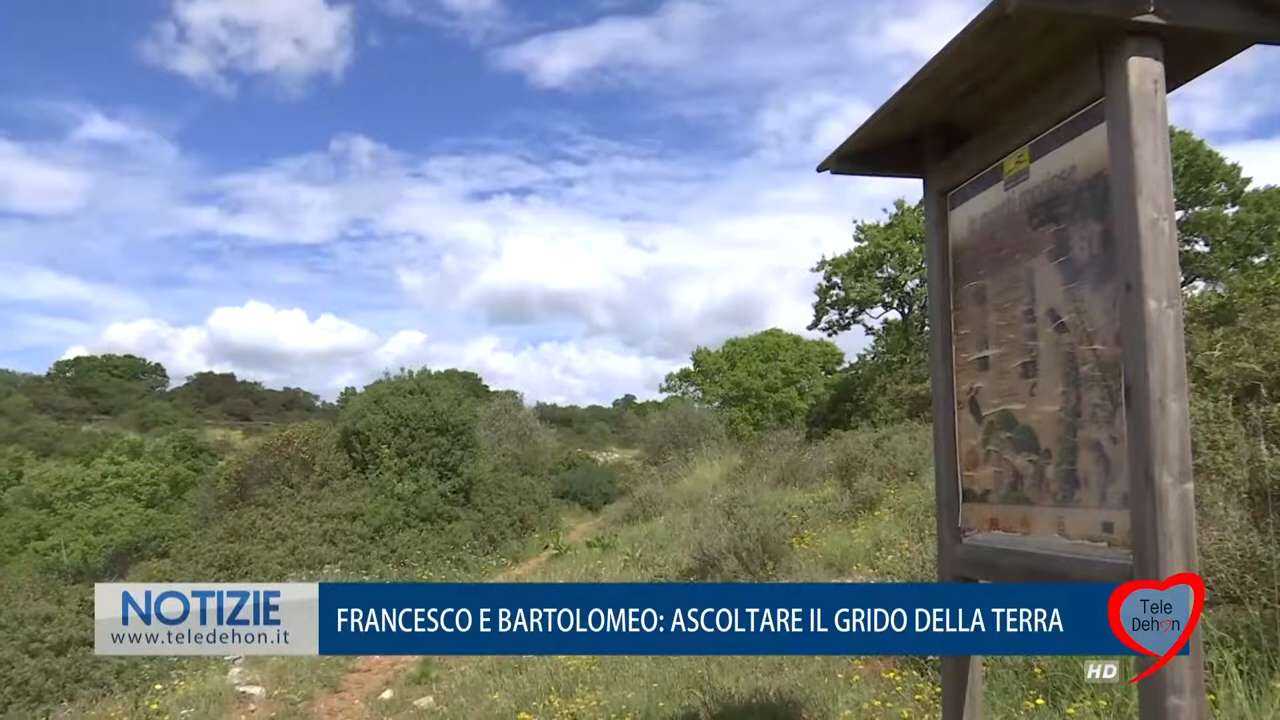 NOTIZIE
www.teledehon.it
FRANCESCO E BARTOLOMEO: ASCOLTARE IL GRIDO DELLA TERRA
Tele
Dehon
HD